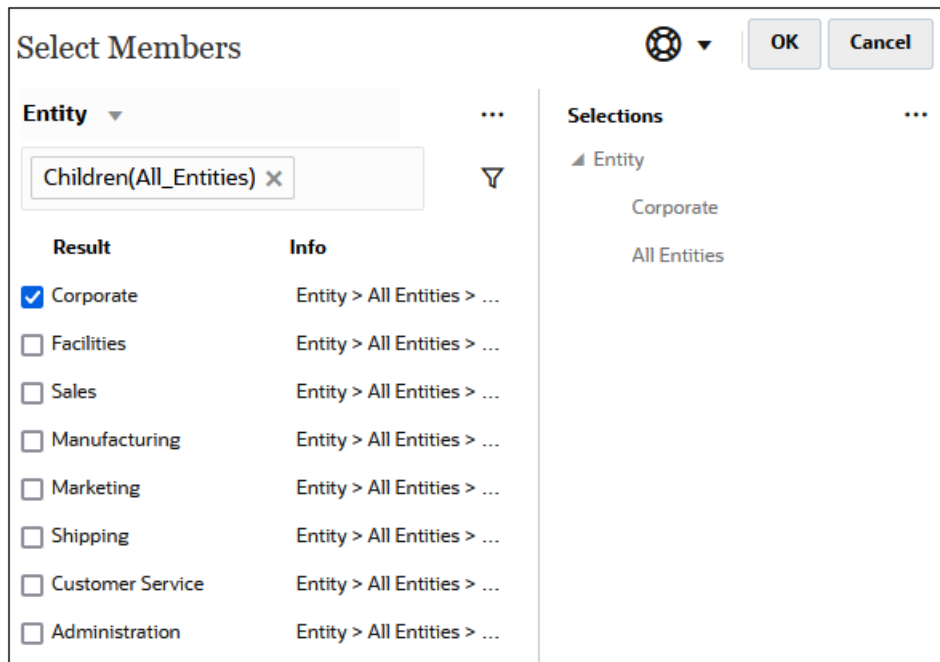 Select Members
OK
Cancel
Entity
Children(All_Entities)
Result Info
Corporate Entity > All Entities > ...
Facilities Entity > All Entities > ...
Sales Entity > All Entities > ...
Manufacturing Entity > All Entities > ...
Marketing Entity > All Entities > ...
Shipping Entity > All Entities > ...
Customer Service Entity > All Entities > ...
Administration Entity > All Entities > ...
Selections
Entity
Corporate
All Entities